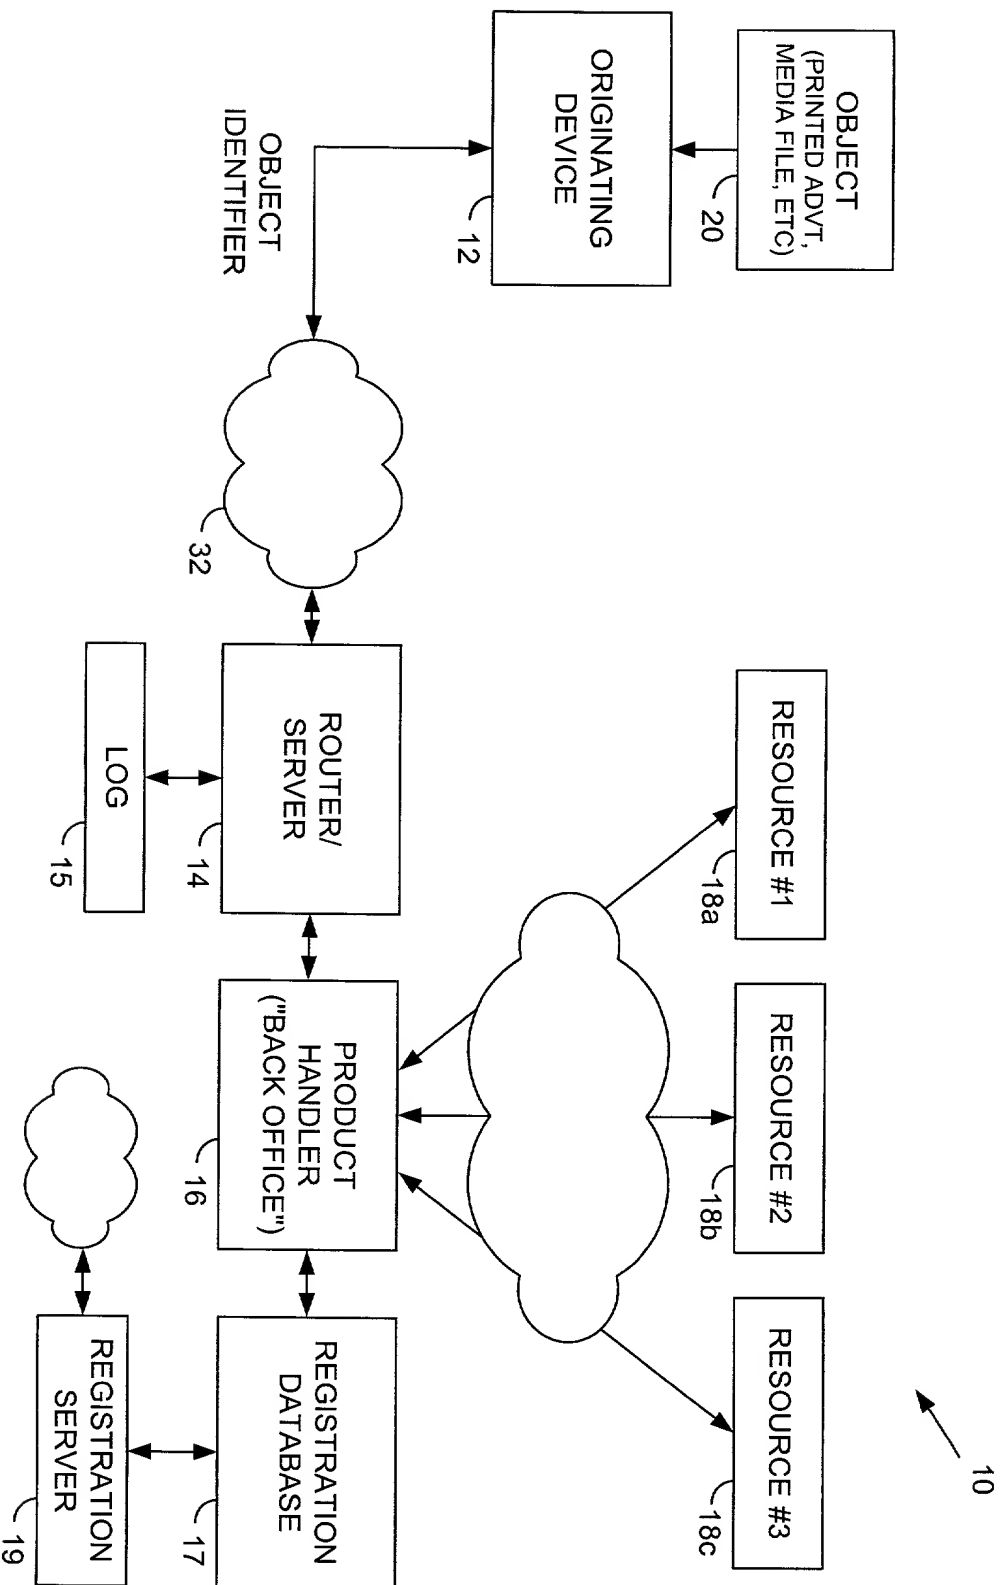 OBJECT
(PRINTED ADVT,
MEDIA FILE, ETC)
20
ORIGINATING
DEVICE
12
OBJECT
IDENTIFIER
32
ROUTER/
SERVER
14
LOG
15
RESOURCE #1
18a
RESOURCE #2
18b
RESOURCE #3
18c
10
PRODUCT
HANDLER
("BACK OFFICE")
16
REGISTRATION
DATABASE
17
REGISTRATION
SERVER
19